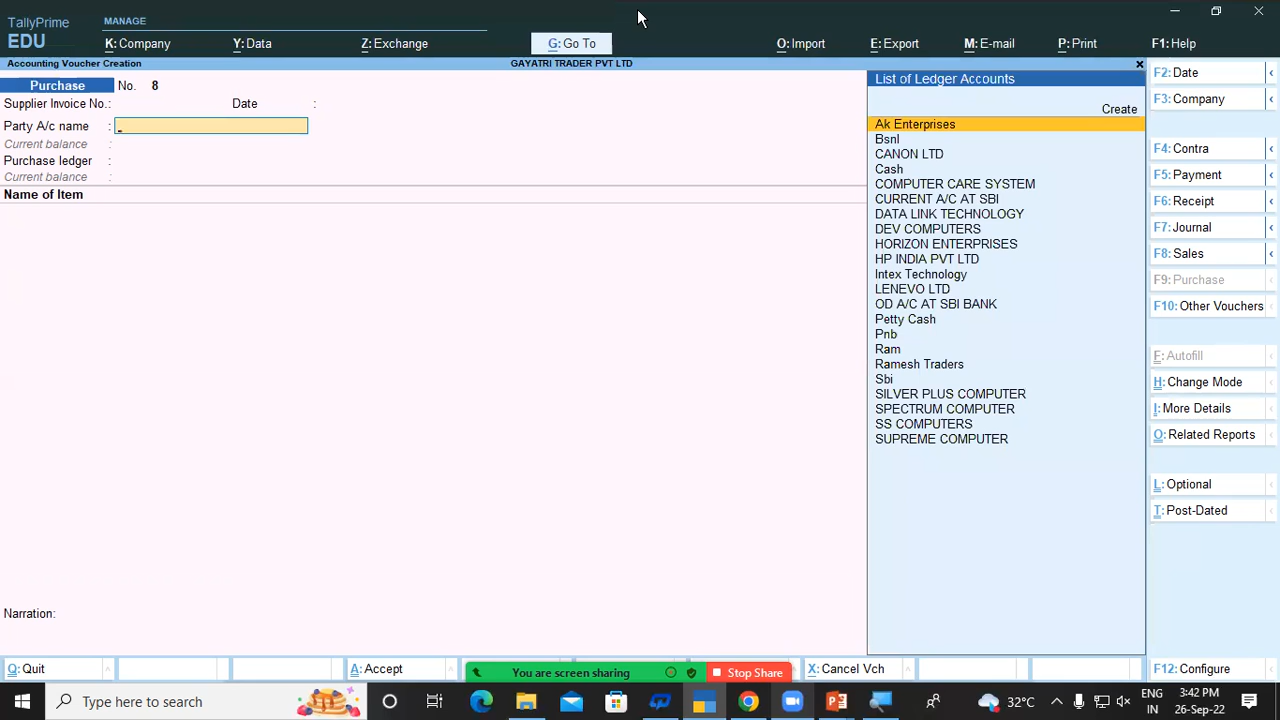 TallyPrime
EDU
MANAGE
K: Company
Y: Data
Z: Exchange
G: Go To
O: Import
E: Export
M: E-mail
P: Print
F1: Help
Accounting Voucher Creation
GAYATRI TRADER PVT LTD
Purchase No. 8
Supplier Invoice No.: Date :
Party A/c name :
Current balance :
Purchase ledger :
Current balance :
Name of Item
Narration:
List of Ledger Accounts
Create
Ak Enterprises
Bsnl
CANON LTD
Cash
COMPUTER CARE SYSTEM
CURRENT A/C AT SBI
DATA LINK TECHNOLOGY
DEV COMPUTERS
HORIZON ENTERPRISES
HP INDIA PVT LTD
Intex Technology
LENEVO LTD
OD A/C AT SBI BANK
Petty Cash
Pnb
Ram
Ramesh Traders
Sbi
SILVER PLUS COMPUTER
SPECTRUM COMPUTER
SS COMPUTERS
SUPREME COMPUTER
F2: Date
F3: Company
F4: Contra
F5: Payment
F6: Receipt
F7: Journal
F8: Sales
F9: Purchase
F10: Other Vouchers
F: Autofill
H: Change Mode
I: More Details
O: Related Reports
L: Optional
T: Post-Dated
F12: Configure
Q: Quit
A: Accept
You are screen sharing
Stop Share
X: Cancel Vch
Type here to search
32°C
ENG
IN
3:42 PM
26-Sep-22